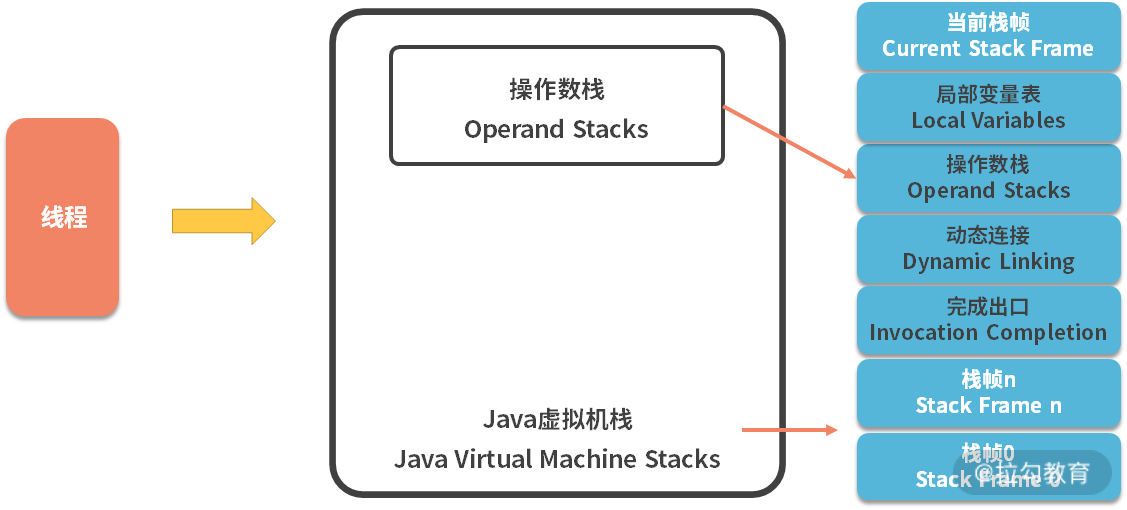 线程
操作数栈
Operand Stacks
Java虚拟机栈
Java Virtual Machine Stacks
当前栈帧
Current Stack Frame
局部变量表
Local Variables
操作数栈
Operand Stacks
动态连接
Dynamic Linking
完成出口
Invocation Completion
栈帧n
Stack Frame n
栈帧0
Stack Frame 0
@拉勾教育